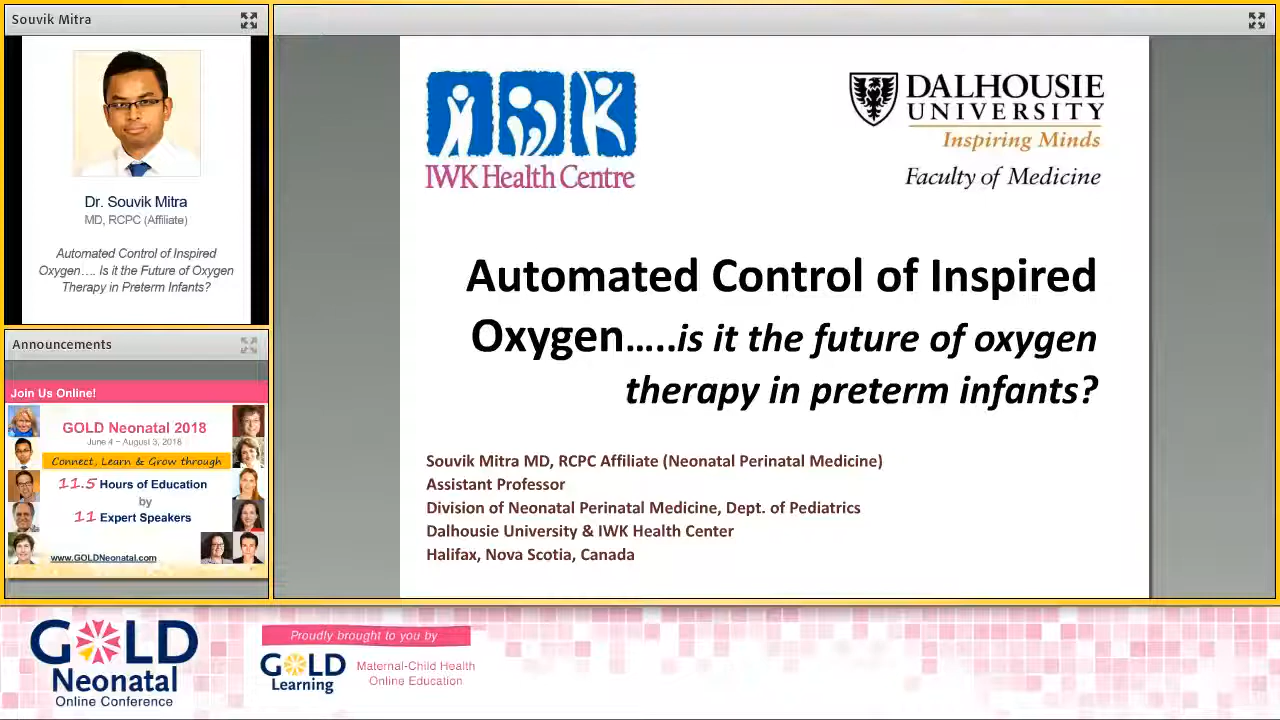 Souvik Mitra
Dr. Souvik Mitra
MD, RCPC (Affiliate)
Automated Control of Inspired
Oxygen…. Is it the Future of Oxygen
Therapy in Preterm Infants?
Announcements
Join Us Online!
GOLD Neonatal 2018
June 4 – August 3, 2018
Connect, Learn & Grow through
11.5 Hours of Education
by
11 Expert Speakers
www.GOLDNeonatal.com
IWK
IWK Health Centre
DALHOUSIE
UNIVERSITY
Inspiring Minds
Faculty of Medicine
Automated Control of Inspired
Oxygen…..is it the future of oxygen
therapy in preterm infants?
Souvik Mitra MD, RCPC Affiliate (Neonatal Perinatal Medicine)
Assistant Professor
Division of Neonatal Perinatal Medicine, Dept. of Pediatrics
Dalhousie University & IWK Health Center
Halifax, Nova Scotia, Canada
GOLD
Neonatal
Online Conference
Proudly brought to you by
GOLD
Learning
Maternal-Child Health
Online Education